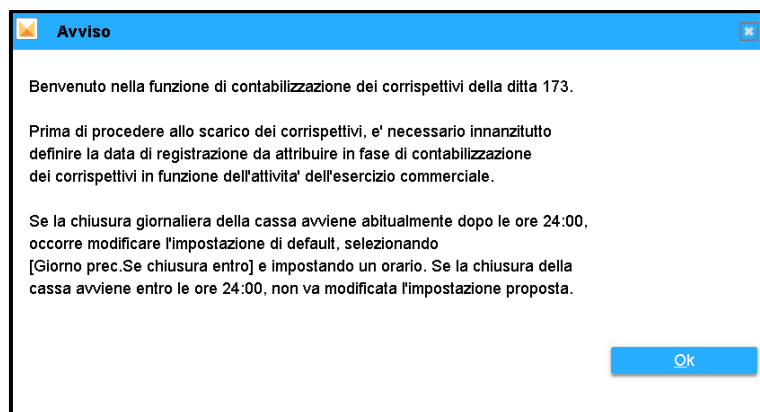 Avviso
Benvenuto nella funzione di contabilizzazione dei corrispettivi della ditta 173.
Prima di procedere allo scarico dei corrispettivi, e' necessario innanzitutto
definire la data di registrazione da attribuire in fase di contabilizzazione
dei corrispettivi in funzione dell'attivita' dell'esercizio commerciale.
Se la chiusura giornaliera della cassa avviene abitualmente dopo le ore 24:00,
occorre modificare l'impostazione di default, selezionando
[Giorno prec.Se chiusura entro] e impostando un orario. Se la chiusura della
cassa avviene entro le ore 24:00, non va modificata l'impostazione proposta.
Ok